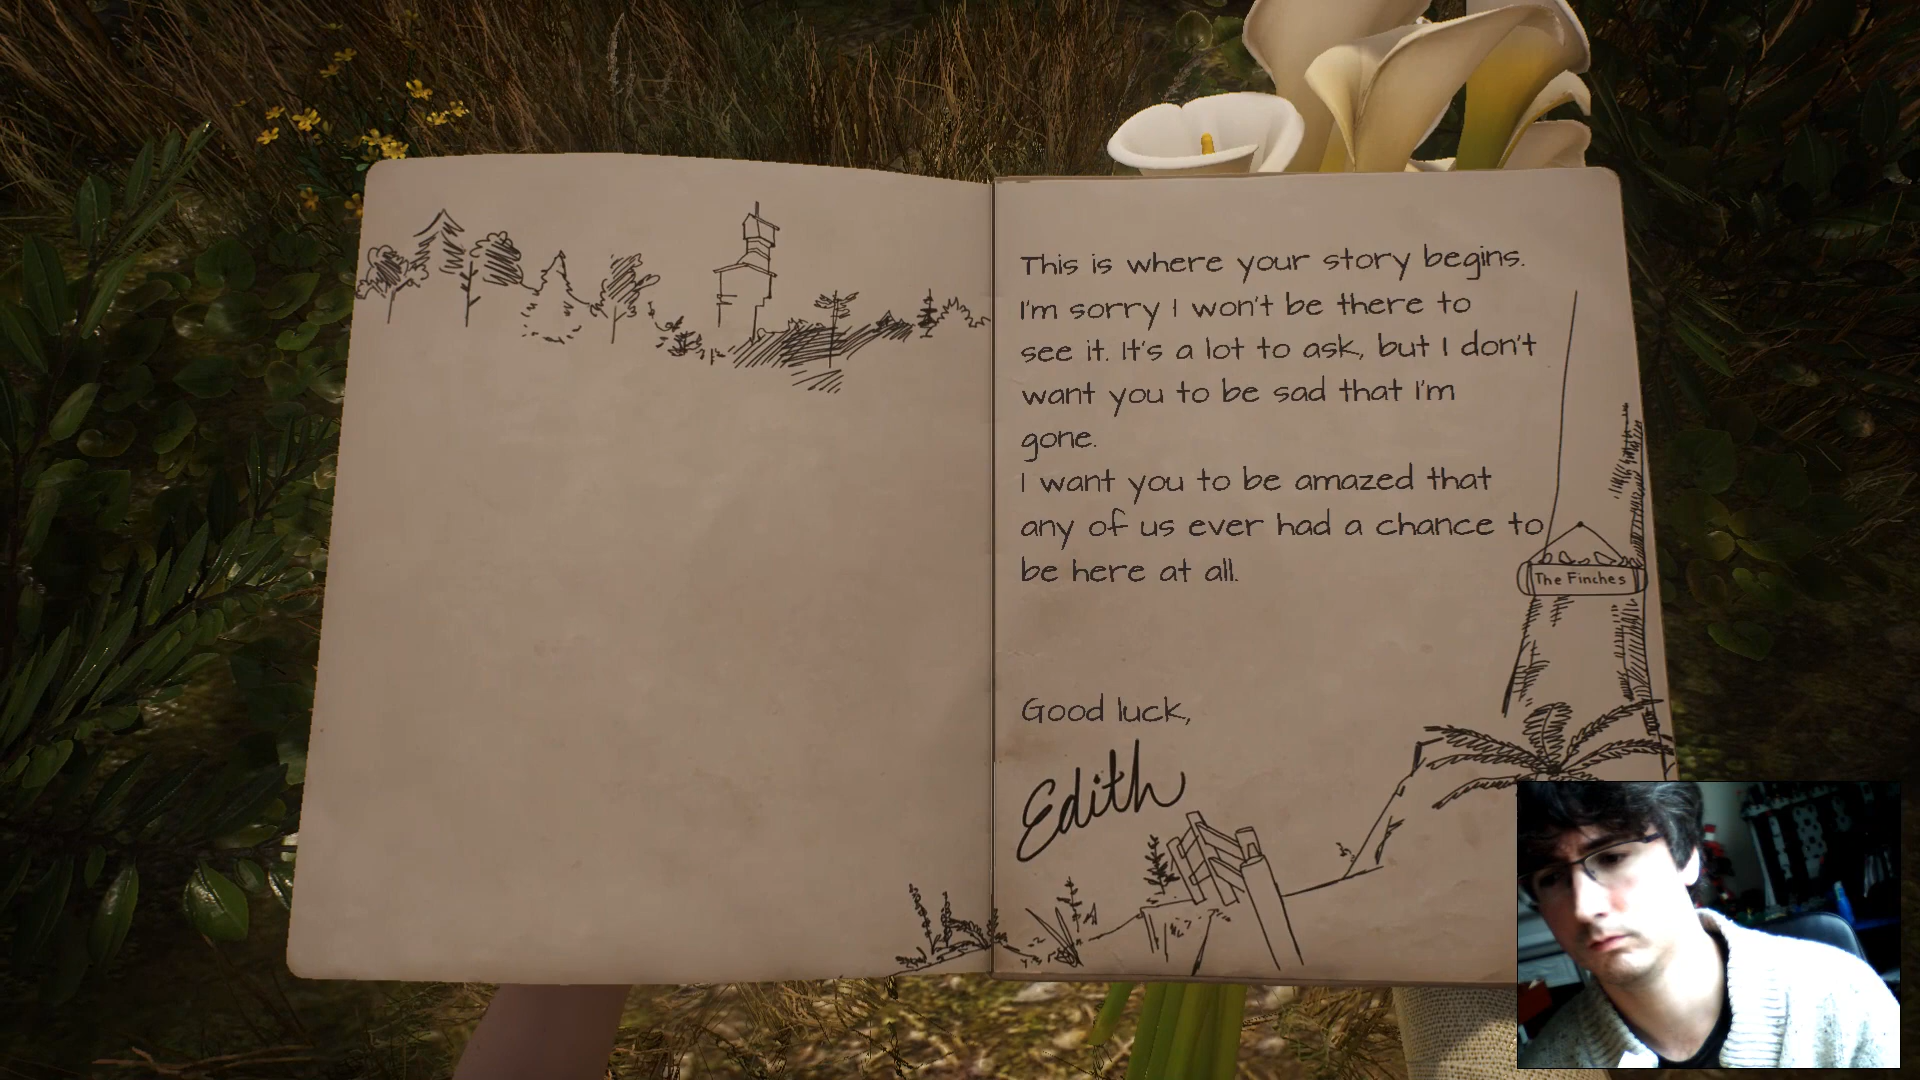 This is where your story begins.
I'm sorry I won't be there to
see it. It's a lot to ask, but I don't
want you to be sad that I'm
gone.
I want you to be amazed that
any of us ever had a chance to
be here at all.
The Finches
Good luck,
Edith